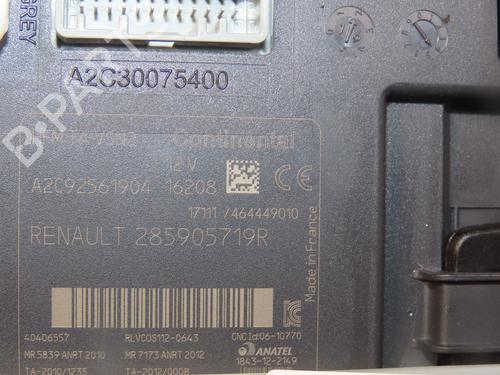 GREY
A2C30075400
Continental
12 V
A2C92561904 16208
17111 /464449010
Made in France
RENAULT 285905719R
40406557 RLVCOS112-0643 CNC Id:06-10770
MR 5839 ANRT 2010 MR 7173 ANRT 2012 ANATEL
TA-2010/1235 TA-2012/0008 1843-12-2149
B-PART